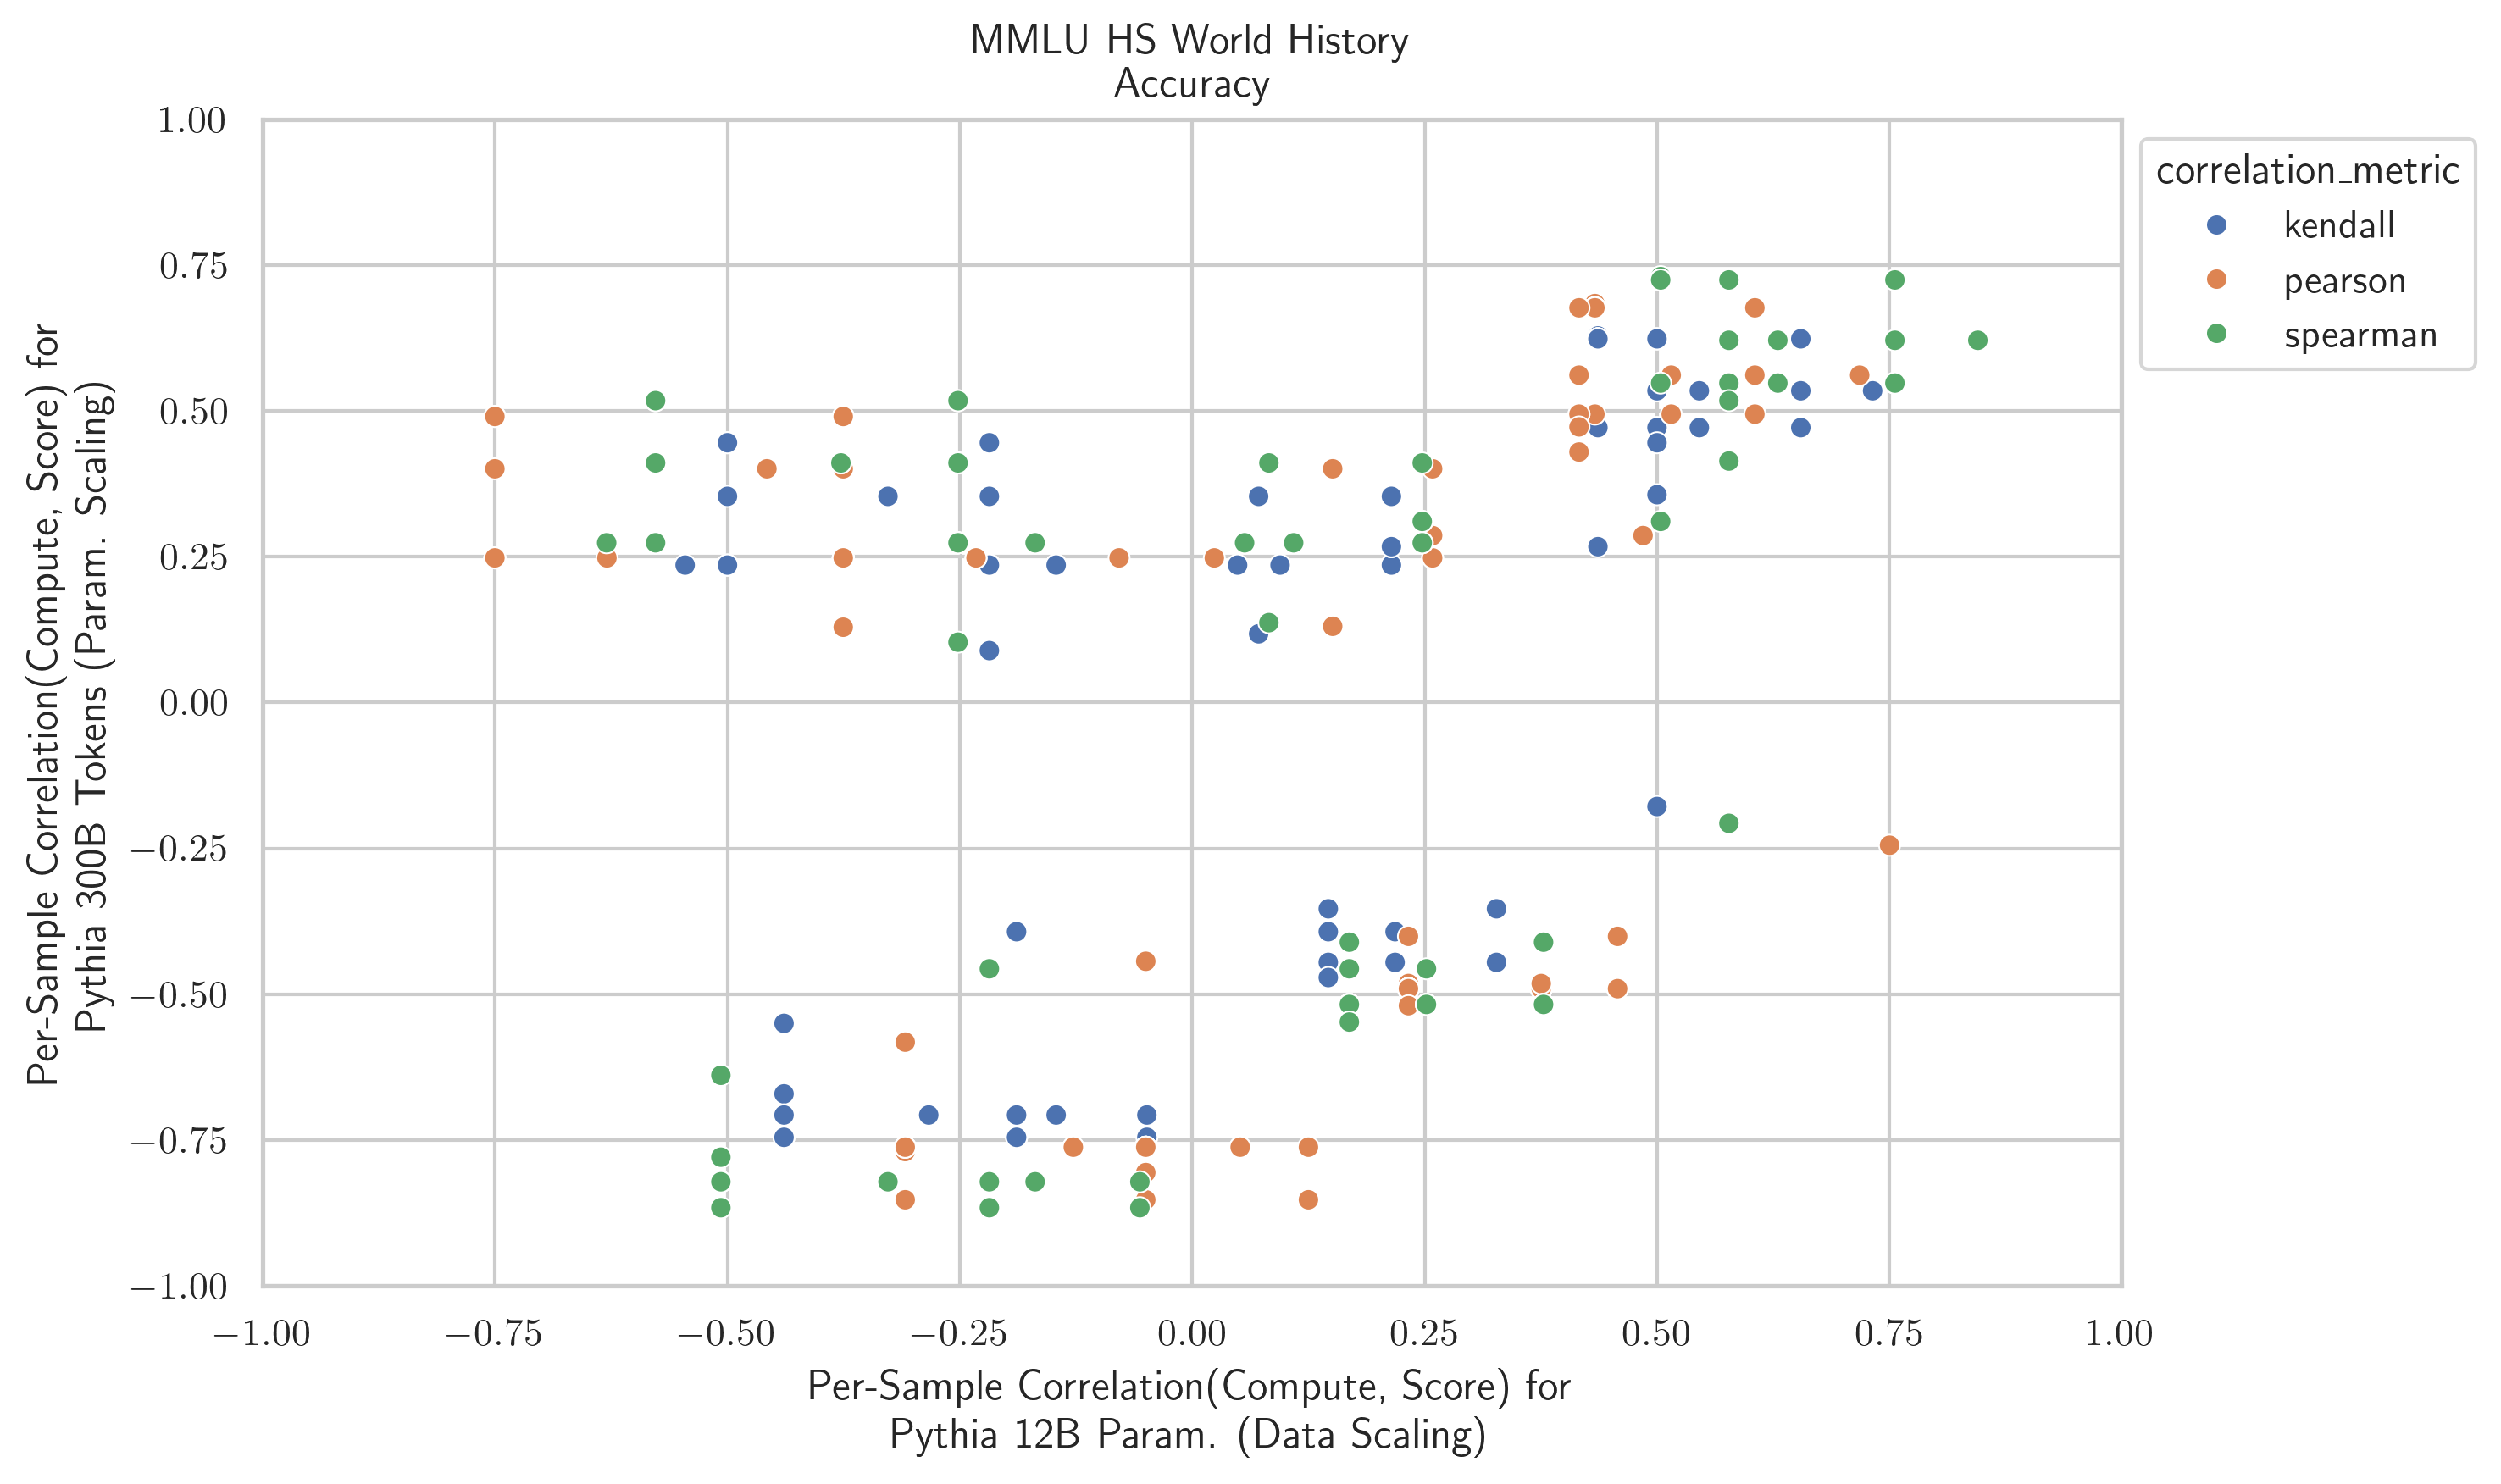 MMLU HS World History
Accuracy
1.00
0.75
0.50
0.25
0.00
−0.25
−0.50
−0.75
−1.00
Per-Sample Correlation(Compute, Score) for
Pythia 300B Tokens (Param. Scaling)
−1.00 −0.75 −0.50 −0.25 0.00 0.25 0.50 0.75 1.00
Per-Sample Correlation(Compute, Score) for
Pythia 12B Param. (Data Scaling)
correlation_metric
kendall
pearson
spearman